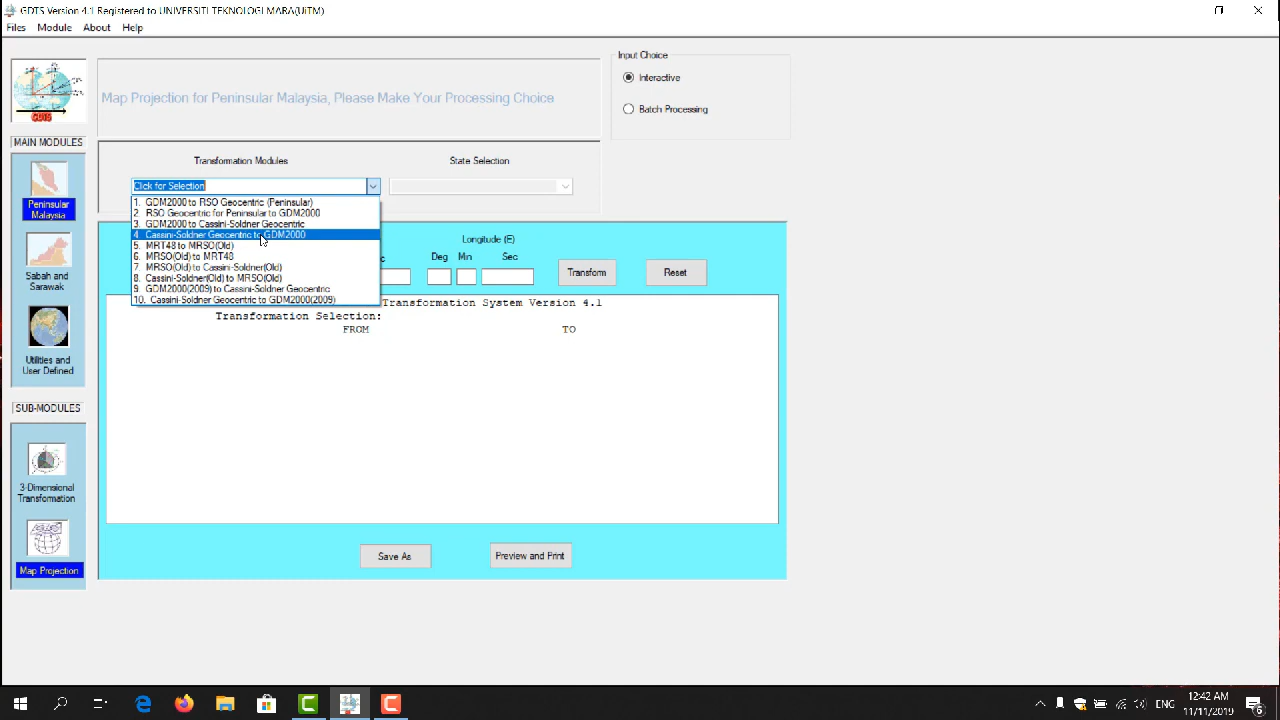 GDTS Version 4.1 Registered to UNIVERSITI TEKNOLOGI MARA(UiTM)
Files Module About Help
GDTS
Map Projection for Peninsular Malaysia, Please Make Your Processing Choice
Input Choice
Interactive
Batch Processing
MAIN MODULES
Peninsular
Malaysia
Sabah and
Sarawak
Utilities and
User Defined
SUB-MODULES
3-Dimensional
Transformation
Map Projection
Transformation Modules
State Selection
Click for Selection
1. GDM2000 to RSO Geocentric (Peninsular)
2. RSO Geocentric for Peninsular to GDM2000
3. GDM2000 to Cassini-Soldner Geocentric
4. Cassini-Soldner Geocentric to GDM2000
5. MRT48 to MRSO(Old)
6. MRSO(Old) to MRT48
7. MRSO(Old) to Cassini-Soldner(Old)
8. Cassini-Soldner(Old) to MRSO(Old)
9. GDM2000(2009) to Cassini-Soldner Geocentric
10. Cassini-Soldner Geocentric to GDM2000(2009)
Longitude (E)
c Deg Min Sec
Transform Reset
Transformation System Version 4.1
Transformation Selection:
FROM TO
Save As Preview and Print
12:42 AM
ENG
11/11/2019
6